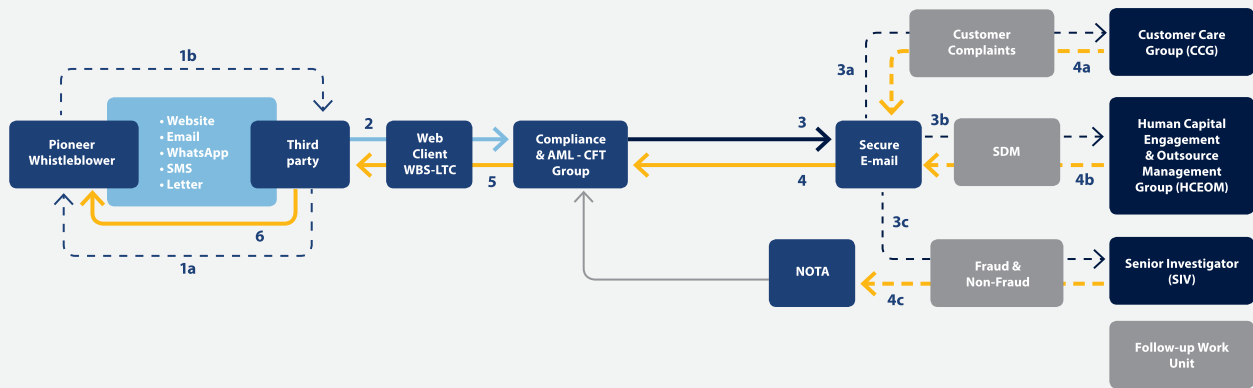 1b
Pioneer
Whistleblower
• Website
• Email
• WhatsApp
• SMS
• Letter
Third
party
6
1a
2
Web
Client
WBS-LTC
5
Compliance
& AML - CFT
Group
3
4
Secure
E-mail
3a
Customer
Complaints
4a
Customer Care
Group (CCG)
3b
SDM
4b
Human Capital
Engagement
& Outsource
Management
Group (HCEOM)
3c
NOTA
4c
Fraud &
Non-Fraud
Senior Investigator
(SIV)
Follow-up Work
Unit